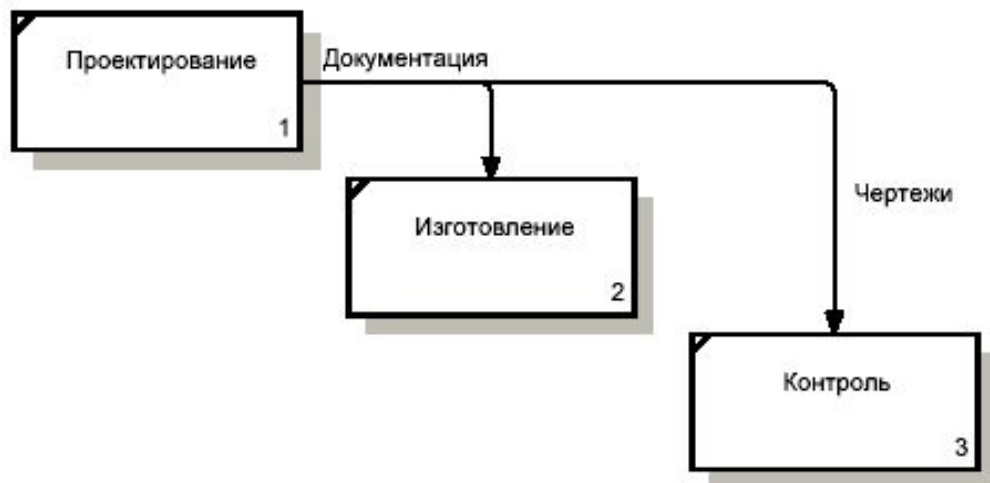 Проектирование
1
Документация
Изготовление
2
Чертежи
Контроль
3